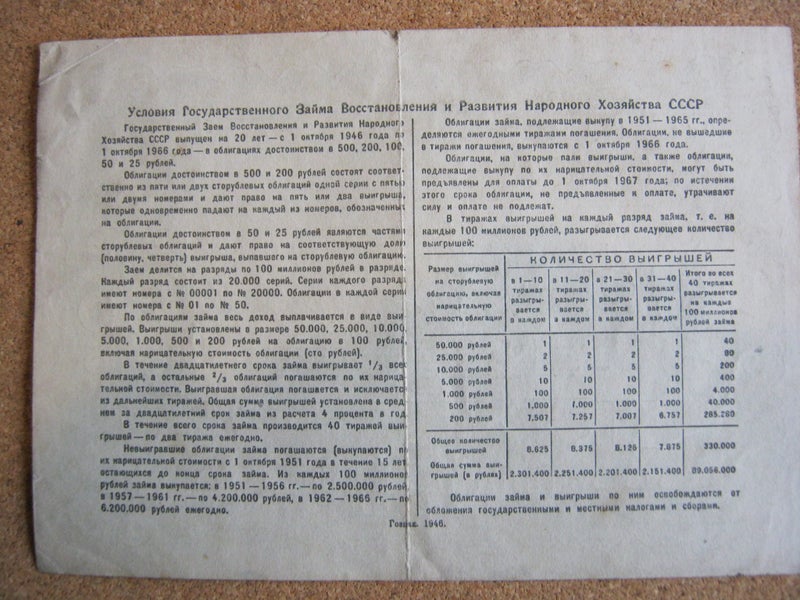 Условия Государственного Займа Восстановления и Развития Народного Хозяйства СССР
Государственный Заем Восстановления и Развития Народного
Хозяйства СССР выпущен на 20 лет — с 1 октября 1946 года по
1 октября 1966 года — в облигациях достоинством в 500, 200, 100,
50 и 25 рублей.
Облигации достоинством в 500 и 200 рублей состоят соответ-
ственно из пяти или двух сторублевых облигаций одной серии с пятью
или двумя номерами и дают право на пять или два выигрыша,
которые одновременно падают на каждый из номеров, обозначенных
на облигации.
Облигации достоинством в 50 и 25 рублей являются частями
сторублевых облигаций и дают право на соответствующую долю
(половину, четверть) выигрыша, выпавшего на сторублевую облигацию.
Заем делится на разряды по 100 миллионов рублей в разряде.
Каждый разряд состоит из 20.000 серий. Серии каждого разряда
имеют номера с № 00001 по № 20000. Облигации в каждой серии
имеют номера с № 01 по № 50.
По облигациям займа весь доход выплачивается в виде выи-
грышей. Выигрыши установлены в размере 50.000, 25.000, 10.000,
5.000, 1.000, 500 и 200 рублей на облигацию в 100 рублей,
включая нарицательную стоимость облигации (сто рублей).
В течение двадцатилетнего срока займа выигрывает 1/3 всех
облигаций, а остальные 2/3 облигаций погашаются по их нарица-
тельной стоимости. Выигравшая облигация погашается и исключается
из дальнейших тиражей. Общая сумма выигрышей установлена в сред-
нем за двадцатилетний срок займа из расчета 4 процента в год.
В течение всего срока займа производится 40 тиражей выи-
грышей — по два тиража ежегодно.
Невыигравшие облигации займа погашаются (выкупаются) по
их нарицательной стоимости с 1 октября 1951 года в течение 15 лет,
остающихся до конца срока займа. Из каждых 100 миллионов
рублей займа выкупается: в 1951 — 1956 гг. — по 2.500.000 рублей,
в 1957 — 1961 гг. — по 4.200.000 рублей, в 1962 — 1965 гг. — по
6.200.000 рублей ежегодно.
Облигации займа, подлежащие выкупу в 1951 — 1965 гг., опре-
деляются ежегодными тиражами погашения. Облигации, не вышедшие
в тиражи погашения, выкупаются с 1 октября 1966 года.
Облигации, на которые пали выигрыши, а также облигации,
подлежащие выкупу по их нарицательной стоимости, могут быть
предъявлены для оплаты до 1 октября 1967 года; по истечении
этого срока облигации, не предъявленные к оплате, утрачивают
силу и оплате не подлежат.
В тиражах выигрышей на каждый разряд займа, т. е. на
каждые 100 миллионов рублей, разыгрывается следующее количество
выигрышей:
Размер выигрышей на сторублевую облигацию, включая нарицательную стоимость облигации
КОЛИЧЕСТВО ВЫИГРЫШЕЙ
в 1—10 тиражах разыгры-вается в каждом
в 11—20 тиражах разыгры-вается в каждом
в 21—30 тиражах разыгры-вается в каждом
в 31—40 тиражах разыгры-вается в каждом
Итого во всех 40 тиражах разыгрывается на каждые 100 миллионов рублей займа
50.000 рублей 1 1 1 1 40
25.000 рублей 2 2 2 2 80
10.000 рублей 5 5 5 5 200
5.000 рублей 10 10 10 10 400
1.000 рублей 100 100 100 100 4.000
500 рублей 1.000 1.000 1.000 1.000 40.000
200 рублей 7.507 7.257 7.007 6.757 285.280
Общее количество выигрышей 8.625 8.375 8.125 7.875 330.000
Общая сумма выи-грышей (в рублях) 2.301.400 2.251.400 2.201.400 2.151.400 89.056.000
Облигации займа и выигрыши по ним освобождаются от
обложения государственными и местными налогами и сборами.
Гознак. 1946.